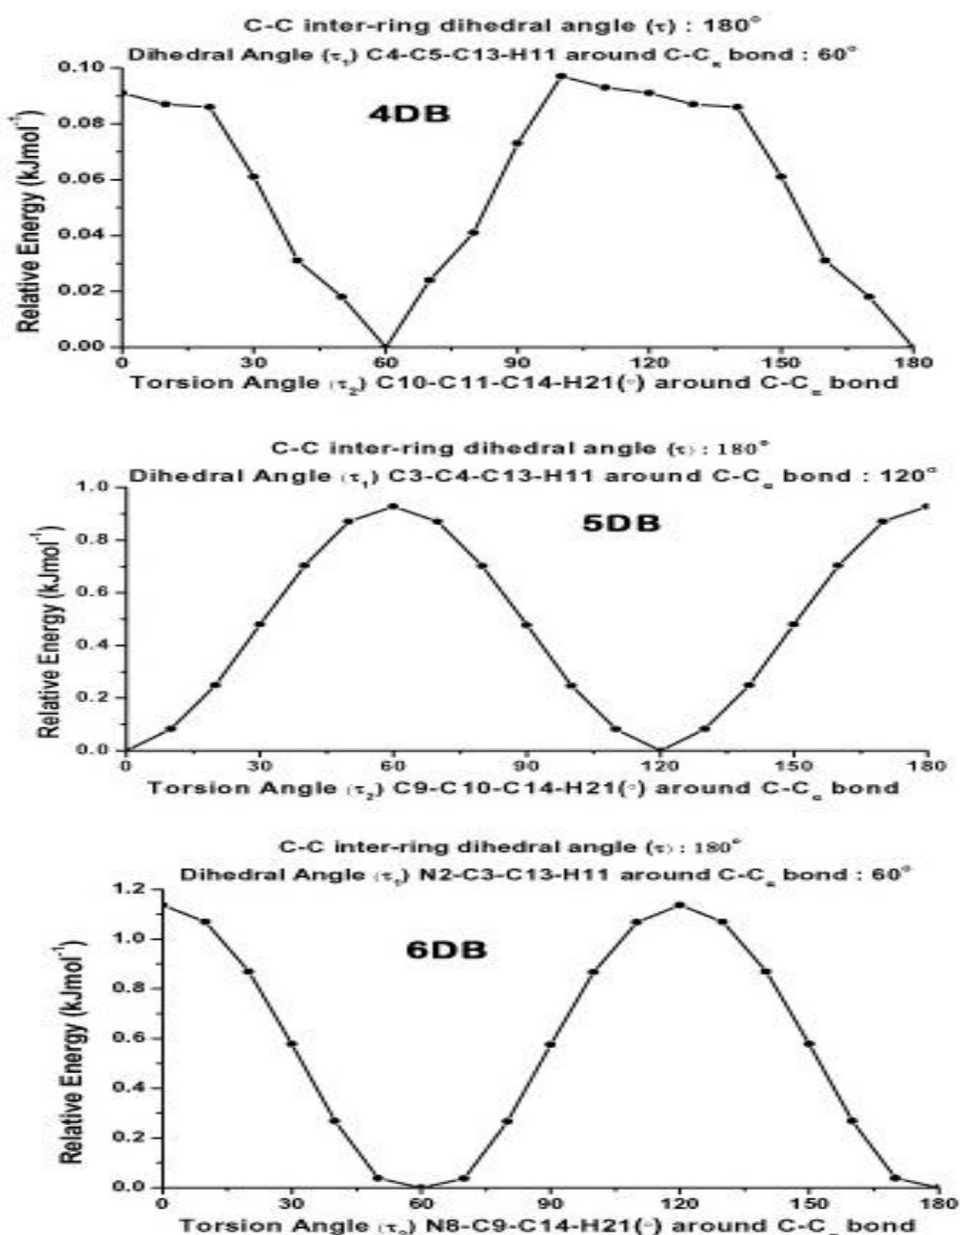 C-C inter-ring dihedral angle (τ) : 180°
Dihedral Angle (τ₁) C4-C5-C13-H11 around C-Cα bond : 60°
4DB
Relative Energy (kJmol⁻¹)
0.10
0.08
0.06
0.04
0.02
0.00
0 30 60 90 120 150 180
Torsion Angle (τ₂) C10-C11-C14-H21(°) around C-Cα bond
C-C inter-ring dihedral angle (τ) : 180°
Dihedral Angle (τ₁) C3-C4-C13-H11 around C-Cα bond : 120°
5DB
Relative Energy (kJmol⁻¹)
1.0
0.8
0.6
0.4
0.2
0.0
0 30 60 90 120 150 180
Torsion Angle (τ₂) C9-C10-C14-H21(°) around C-Cα bond
C-C inter-ring dihedral angle (τ) : 180°
Dihedral Angle (τ₁) N2-C3-C13-H11 around C-Cα bond : 60°
6DB
Relative Energy (kJmol⁻¹)
1.2
1.0
0.8
0.6
0.4
0.2
0.0
0 30 60 90 120 150 180
Torsion Angle (τ₂) N8-C9-C14-H21(°) around C-Cα bond